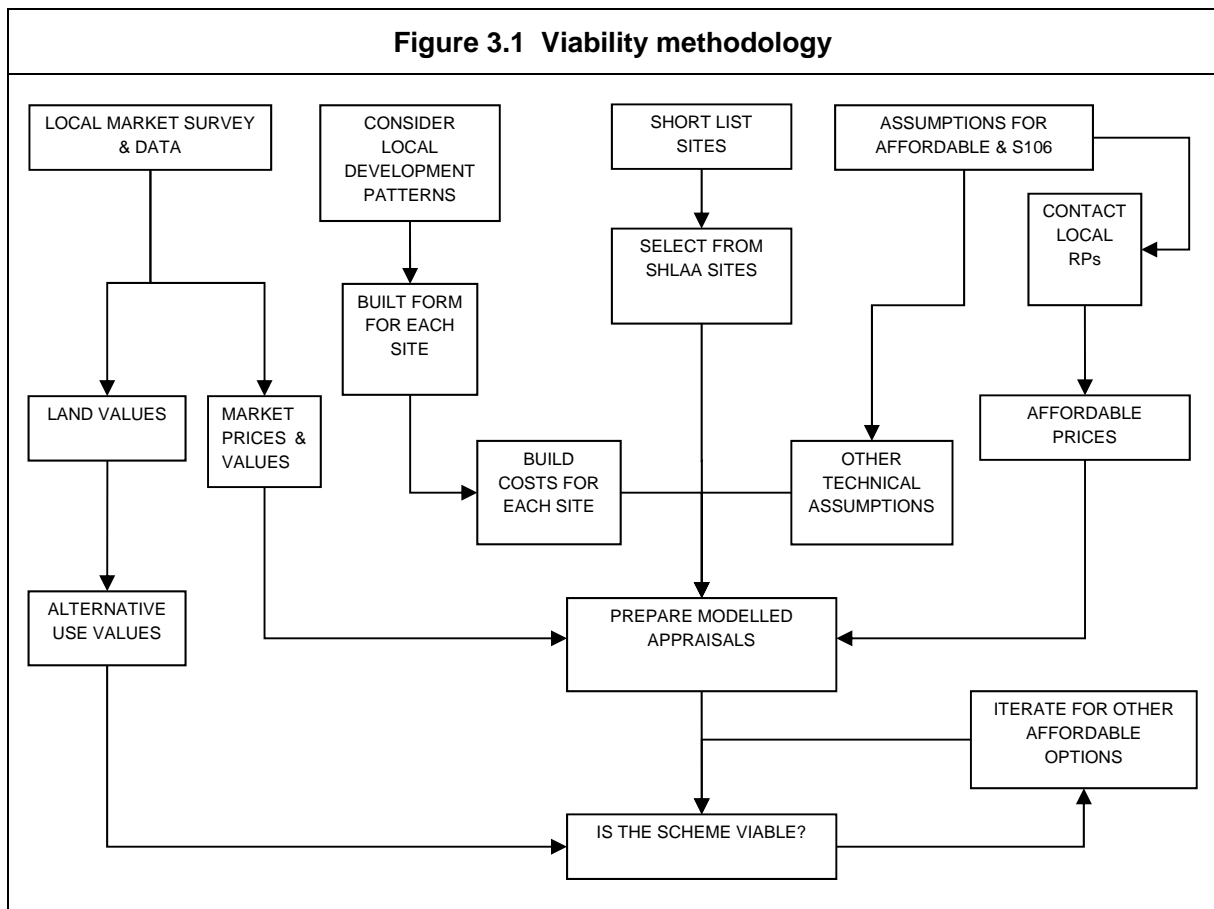 Figure 3.1 Viability methodology
LOCAL MARKET SURVEY
& DATA
CONSIDER
LOCAL
DEVELOPMENT
PATTERNS
SHORT LIST
SITES
ASSUMPTIONS FOR
AFFORDABLE & S106
CONTACT
LOCAL
RPs
SELECT FROM
SHLAA SITES
BUILT FORM
FOR EACH
SITE
LAND VALUES
MARKET
PRICES &
VALUES
AFFORDABLE
PRICES
BUILD
COSTS FOR
EACH SITE
OTHER
TECHNICAL
ASSUMPTIONS
ALTERNATIVE
USE VALUES
PREPARE MODELLED
APPRAISALS
ITERATE FOR OTHER
AFFORDABLE
OPTIONS
IS THE SCHEME VIABLE?